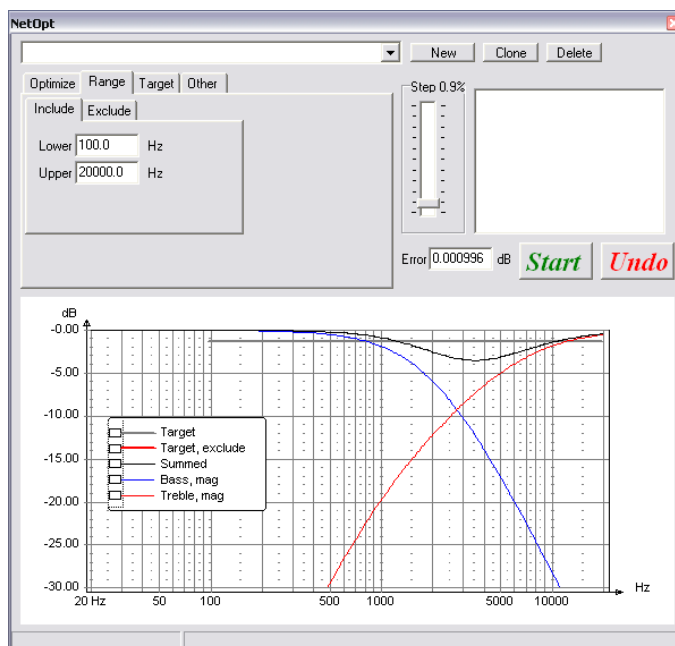 NetOpt
New Clone Delete
Optimize Range Target Other
Step 0.9%
Include Exclude
Lower 100.0 Hz
Upper 20000.0 Hz
Error 0.000996 dB Start Undo
dB
-0.00
-5.00
-10.00
-15.00
-20.00
-25.00
-30.00
Target
Target, exclude
Summed
Bass, mag
Treble, mag
20 Hz 50 100 500 1000 5000 10000 Hz